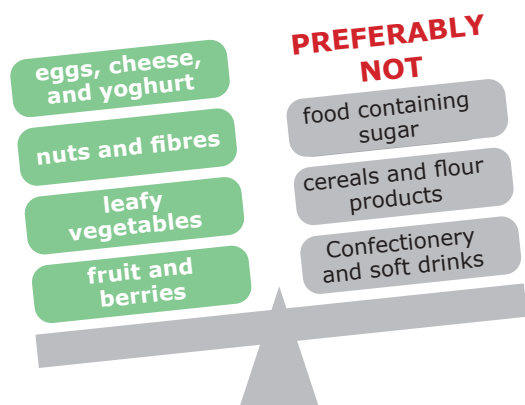 eggs, cheese,
and yoghurt
nuts and fibres
leafy
vegetables
fruit and
berries
PREFERABLY
NOT
food containing
sugar
cereals and flour
products
Confectionery
and soft drinks